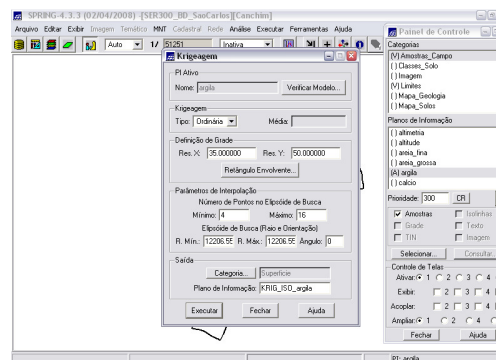 SPRING-4.3.3 (02/04/2008) -[SER300_BD_SaoCarlos][Canchim]
Arquivo Editar Exibir Imagem Temático MNT Cadastral Rede Análise Executar Ferramentas Ajuda
Auto 1/ 51251 Inativa
Krigeagem
PI Ativo
Nome: argila Verificar Modelo...
Krigeagem
Tipo: Ordinária Média:
Definição de Grade
Res. X: 35.000000 Res. Y: 50.000000
Retângulo Envolvente...
Parâmetros de Interpolação
Número de Pontos no Elipsóide de Busca
Mínimo: 4 Máximo: 16
Elipsóide de Busca (Raio e Orientação)
R. Mín.: 12206.55 R. Máx.: 12206.55 Ângulo: 0
Saída
Categoria... Superficie
Plano de Informação: KRIG_ISO_argila
Executar Fechar Ajuda
Painel de Controle
Categorias
(V) Amostras_Campo
( ) Classes_Solo
( ) Imagem
(V) Limites
( ) Mapa_Geologia
( ) Mapa_Solos
Planos de Informação
( ) altimetria
( ) altitude
( ) areia_fina
( ) areia_grossa
(A) argila
( ) calcio
Prioridade: 300 CR
Amostras Isolinhas
Grade Texto
TIN Imagem
Selecionar... Consultar...
Controle de Telas
Ativar: 1 2 3 4
Exibir: 2 3 4
Acoplar: 2 3 4
Ampliar: 1 2 4
Fechar Ajuda
PI: argila